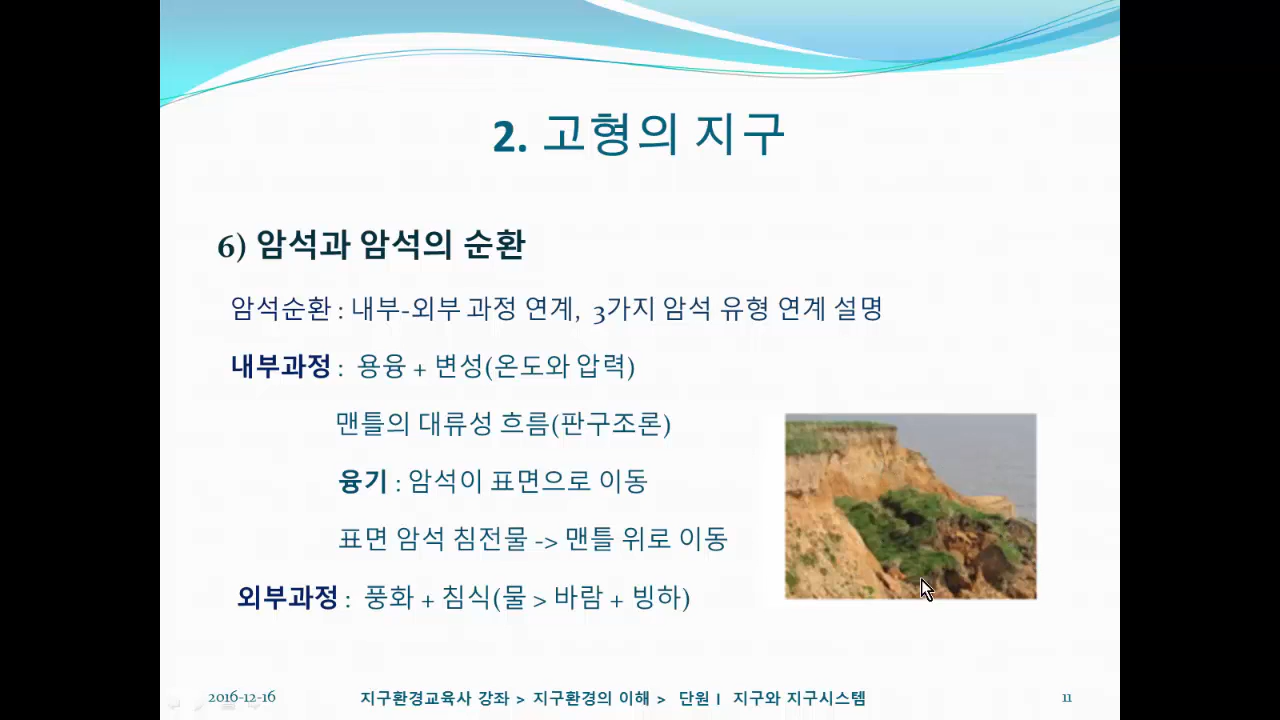 2. 고형의 지구
6) 암석과 암석의 순환
암석순환 : 내부-외부 과정 연계, 3가지 암석 유형 연계 설명
내부과정 : 용융 + 변성(온도와 압력)
맨틀의 대류성 흐름(판구조론)
융기 : 암석이 표면으로 이동
표면 암석 침전물 -> 맨틀 위로 이동
외부과정 : 풍화 + 침식(물 > 바람 + 빙하)
2016-12-16 지구환경교육사 강좌 > 지구환경의 이해 > 단원 I 지구와 지구시스템 11